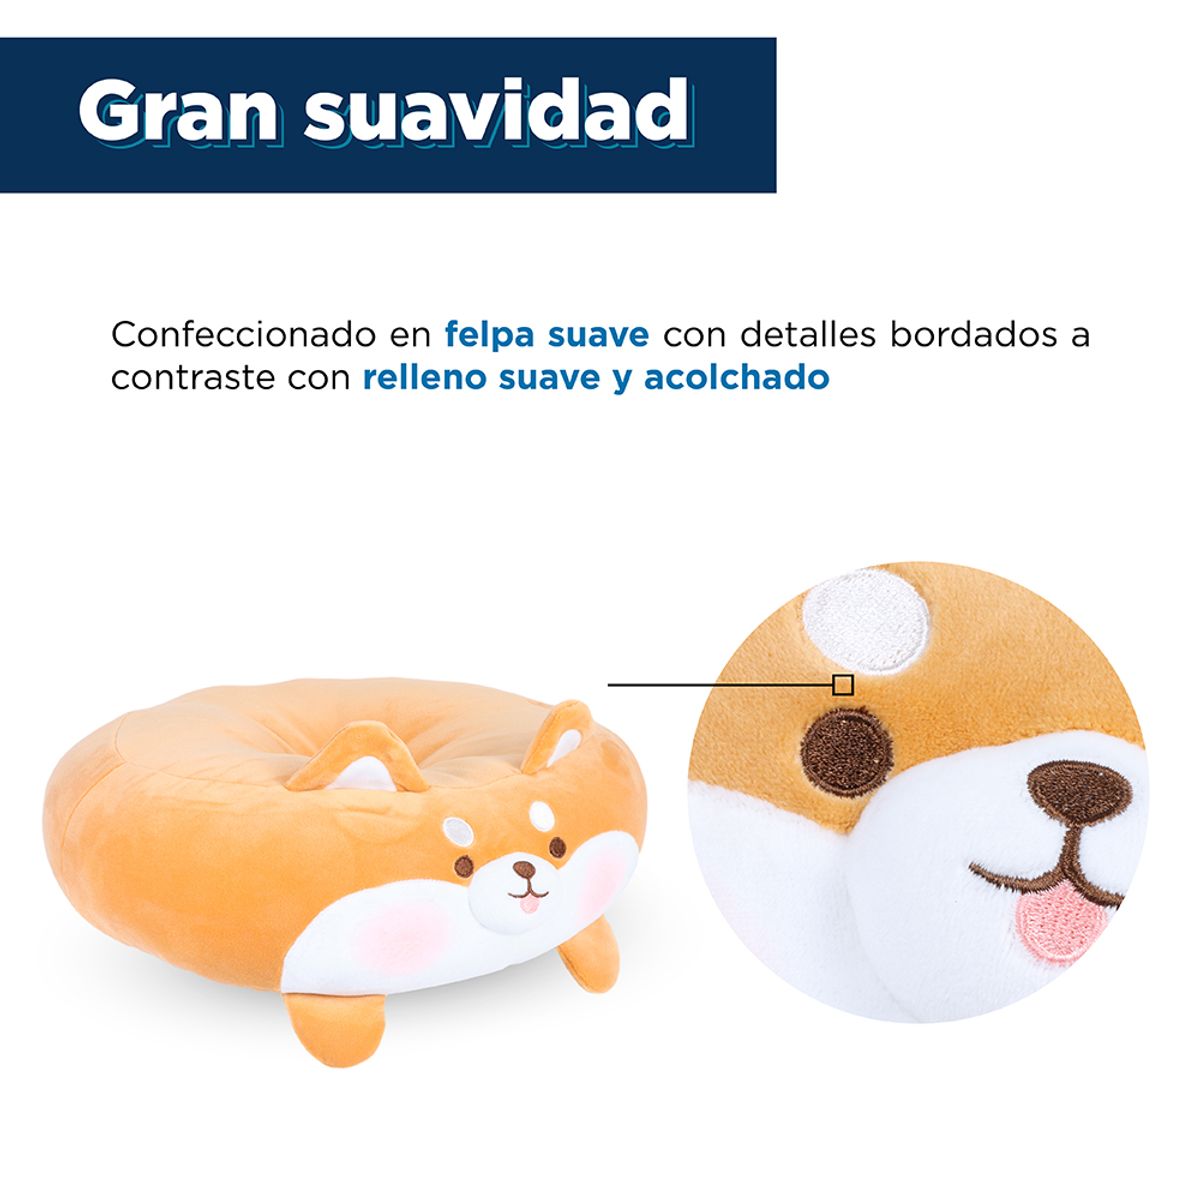 Gran suavidad
Confeccionado en felpa suave con detalles bordados a
contraste con relleno suave y acolchado